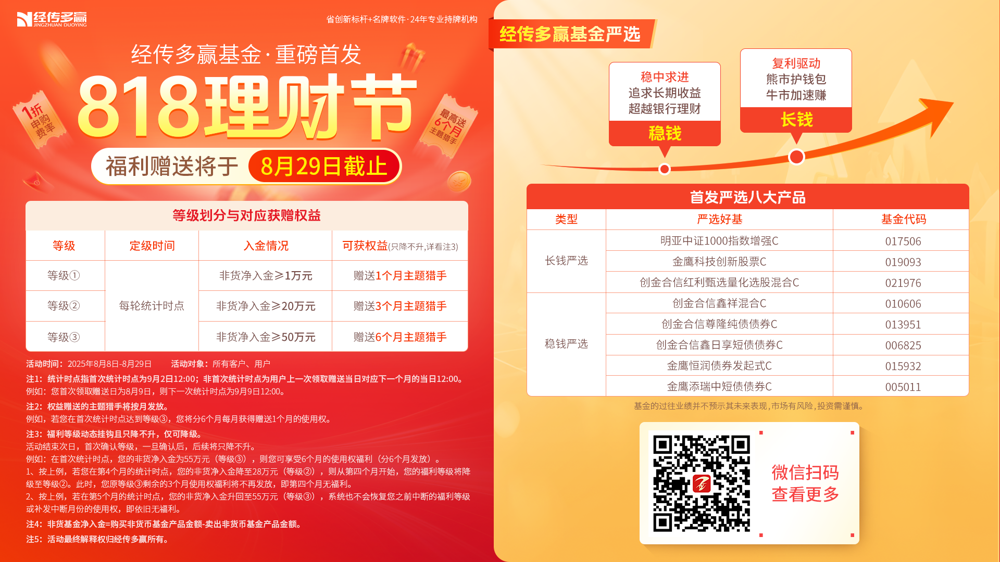 经传多赢
JINGZHUAN DUOYING
省创新标杆+名牌软件·24年专业持牌机构
经传多赢基金·重磅首发
818理财节
1折
申购
费率
最高送
6个月
主题猎手
福利赠送将于 8月29日截止
等级划分与对应获赠权益
等级 定级时间 入金情况 可获权益(只降不升,详看注3)
等级① 非货净入金≥1万元 赠送1个月主题猎手
等级② 每轮统计时点 非货净入金≥20万元 赠送3个月主题猎手
等级③ 非货净入金≥50万元 赠送6个月主题猎手
活动时间：2025年8月8日-8月29日 活动对象：所有客户、用户
注1：统计时点指首次统计时点为9月2日12:00；非首次统计时点为用户上一次领取赠送当日对应下一个月的当日12:00。
例如：您首次领取赠送日为8月9日，则下一次统计时点为9月9日12:00。
注2：权益赠送的主题猎手将按月发放。
例如，若您在首次统计时点达到等级③，您将分6个月每月获得赠送1个月的使用权。
注3：福利等级动态挂钩且只降不升，仅可降级。
活动结束次日，首次确认等级，一旦确认后，后续将只降不升。
例如：在首次统计时点，您的非货净入金为55万元（等级③），则您可享受6个月的使用权福利（分6个月发放）。
1、按上例，若您在第4个月的统计时点，您的非货净入金降至28万元（等级②），则从第四个月开始，您的福利等级将降
级至等级②。此时，您原等级③剩余的3个月使用权福利将不再发放，即第四个月无福利。
2、按上例，若在第5个月的统计时点，您的非货净入金升回至55万元（等级③），系统也不会恢复您之前中断的福利等级
或补发中断月份的使用权，即依旧无福利。
注4：非货基金净入金=购买非货币基金产品金额-卖出非货币基金产品金额。
注5：活动最终解释权归经传多赢所有。
经传多赢基金严选
稳中求进
追求长期收益
超越银行理财
稳钱
复利驱动
熊市护钱包
牛市加速赚
长钱
首发严选八大产品
类型 严选好基 基金代码
长钱严选
明亚中证1000指数增强C 017506
金鹰科技创新股票C 019093
创金合信红利甄选量化选股混合C 021976
稳钱严选
创金合信鑫祥混合C 010606
创金合信尊隆纯债债券C 013951
创金合信鑫日享短债债券C 006825
金鹰恒润债券发起式C 015932
金鹰添瑞中短债债券C 005011
基金的过往业绩并不预示其未来表现,市场有风险,投资需谨慎。
微信扫码
查看更多